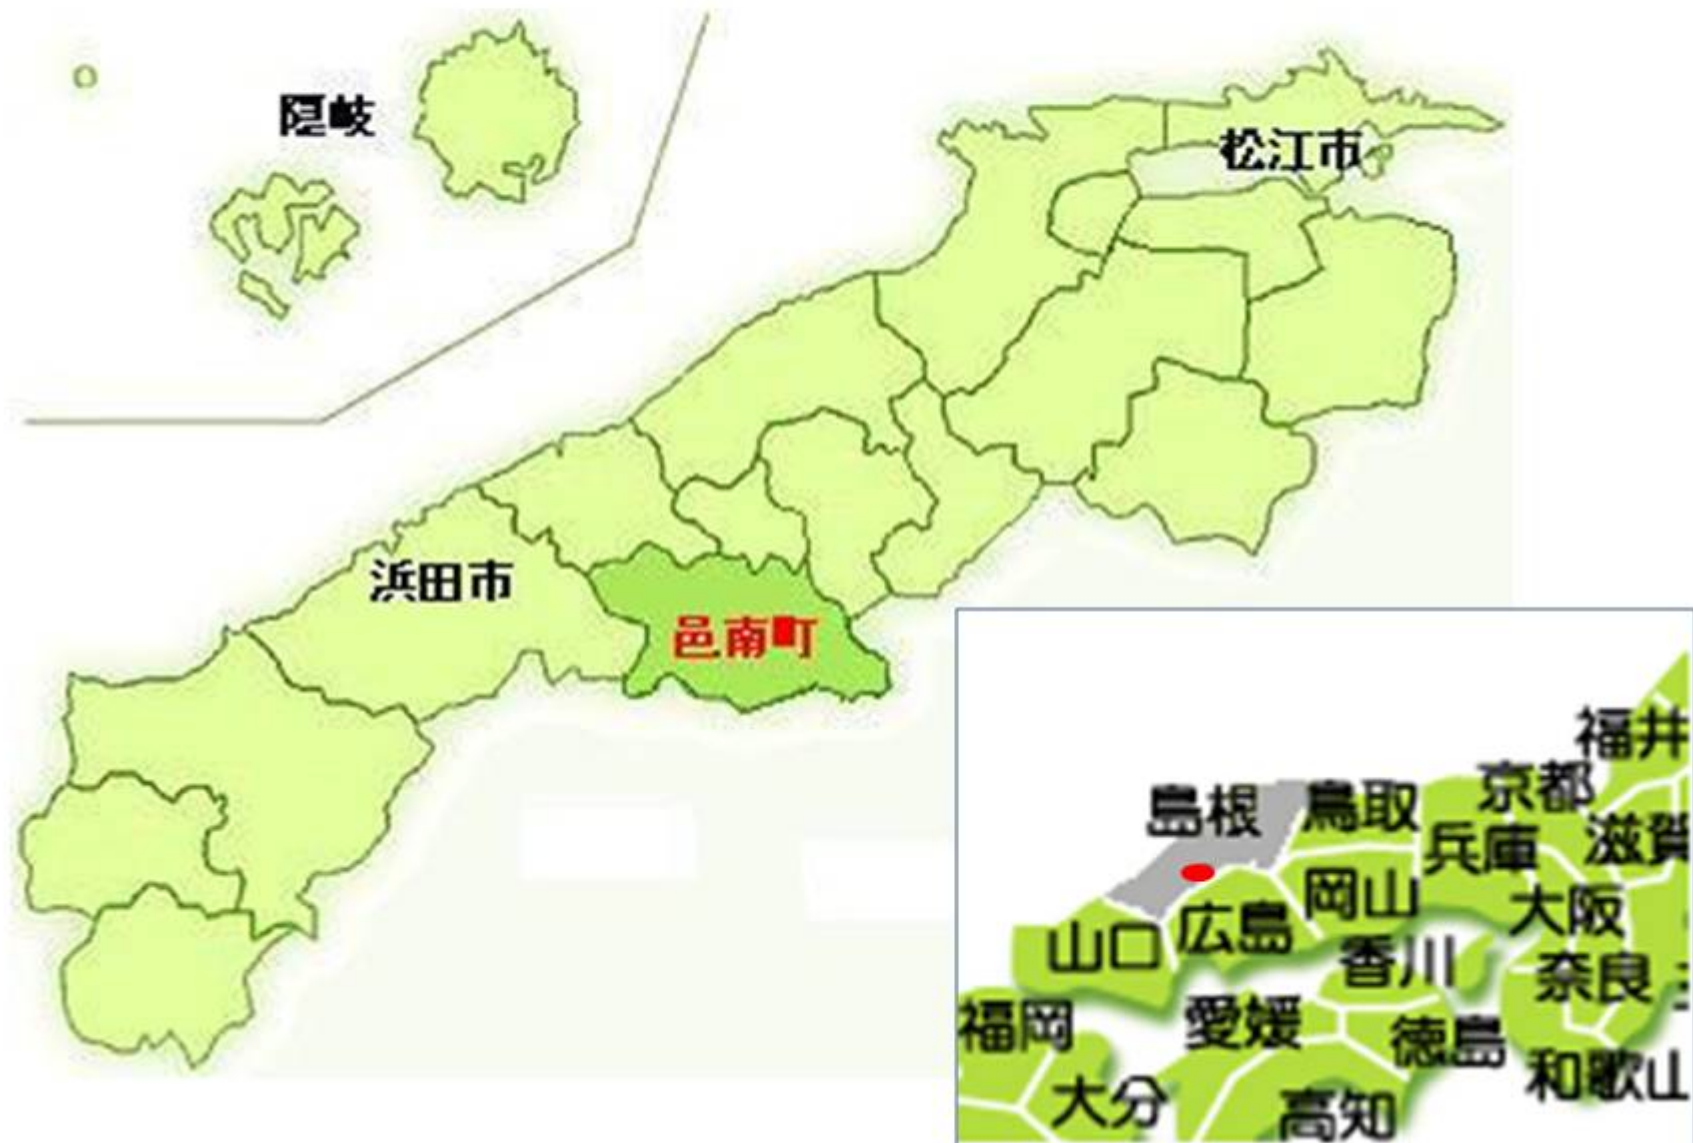 隠岐
松江市
浜田市
邑南町
福井
京都
島根
鳥取
兵庫
滋賀
岡山
大阪
広島
山口
香川
奈良
福岡
愛媛
徳島
和歌山
大分
高知